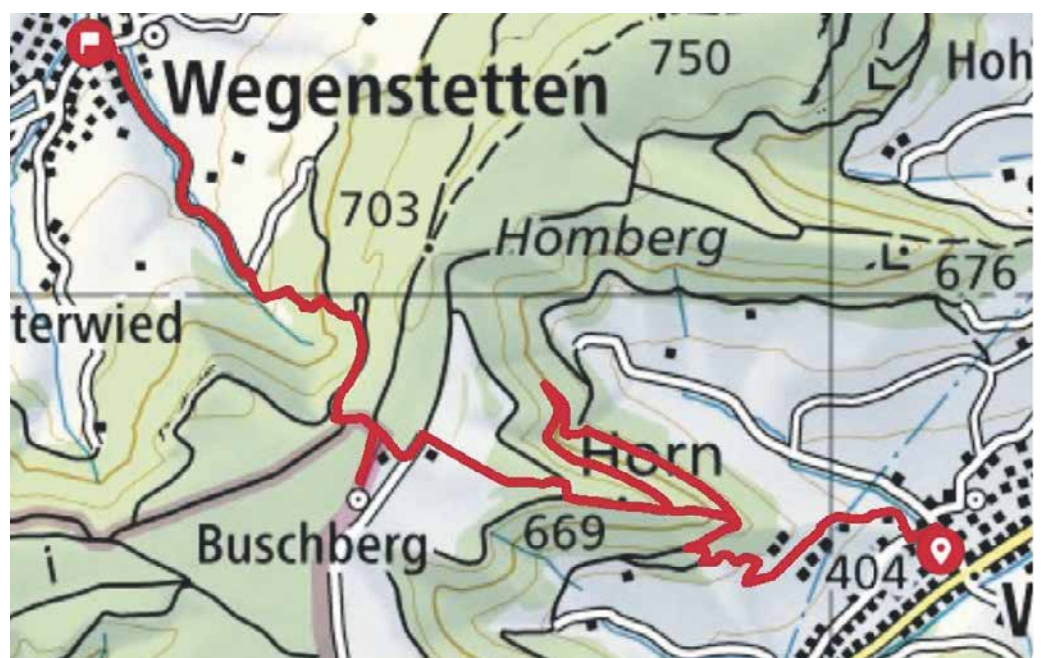 750
Hoh
Wegenstetten
703
Homberg
676
terwied
Horn
669
Buschberg
404
i
V